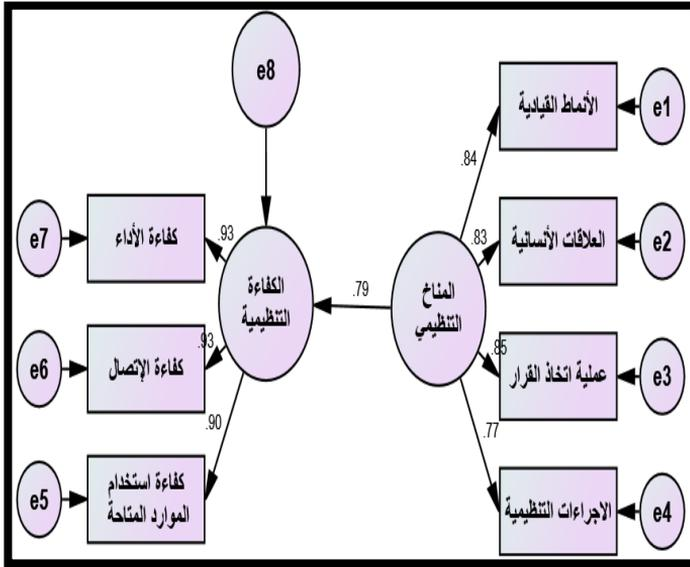 e8
الأنماط القيادية
e1
.84
العلاقات الأنسانية
e2
.83
عملية اتخاذ القرار
e3
.85
الاجراءات التنظيمية
e4
.77
المناخ
التنظيمي
.79
الكفاءة
التنظيمية
.93
كفاءة الأداء
e7
.93
كفاءة الإتصال
e6
.90
كفاءة استخدام
الموارد المتاحة
e5